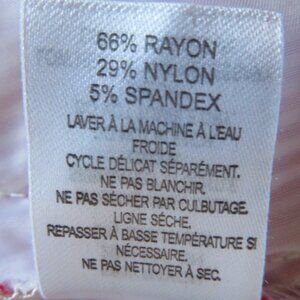 66% RAYON
29% NYLON
5% SPANDEX
LAVER À LA MACHINE À L'EAU
FROIDE
CYCLE DÉLICAT SÉPARÉMENT.
NE PAS BLANCHIR.
NE PAS SÉCHER PAR CULBUTAGE.
LIGNE SÉCHE.
REPASSER À BASSE TEMPÉRATURE SI
NÉCESSAIRE.
NE PAS NETTOYER À SEC.